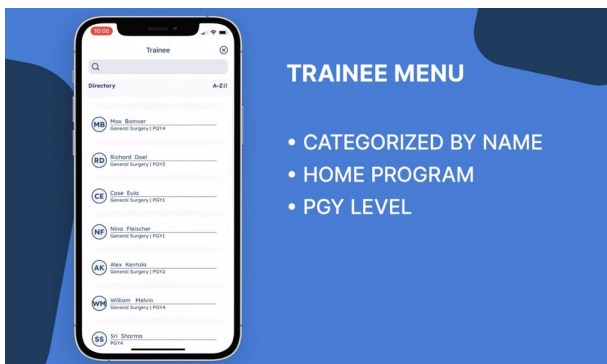 10:00
Trainee
Directory
A-Z
MB
Max Bomser
General Surgery | PGY4
RD
Richard Dael
General Surgery | PGY5
CE
Case Eula
General Surgery | PGY1
NF
Nina Fleischer
General Surgery | PGY1
AK
Alex Kentola
General Surgery | PGY2
WM
William Melvin
General Surgery | PGY4
SS
Sri Sharma
PGY4
TRAINEE MENU
• CATEGORIZED BY NAME
• HOME PROGRAM
• PGY LEVEL